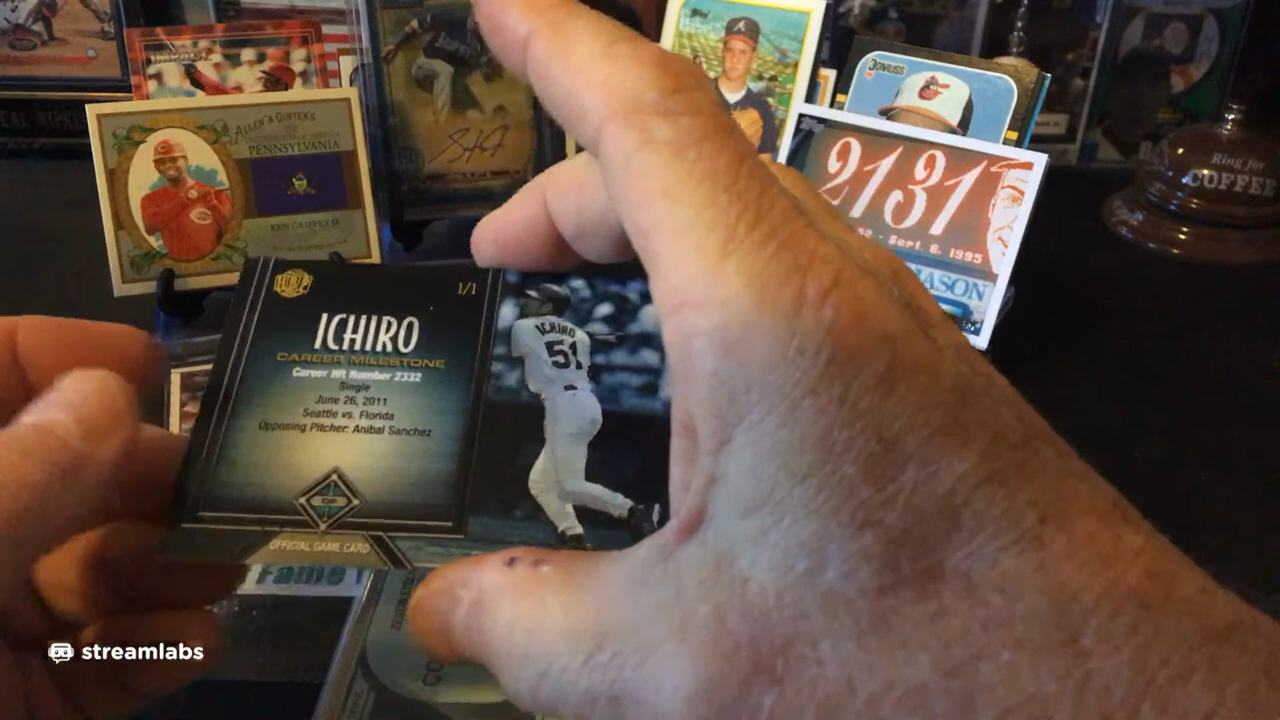 ALLEN & GINTER'S
PENNSYLVANIA
KEN GRIFFEY JR.
DONRUSS
2131
Sept. 6, 1995
MASON
Ring for
COFFEE
1/1
ICHIRO
CAREER MILESTONE
Career Hit Number 2332
Single
June 26, 2011
Seattle vs. Florida
Opposing Pitcher: Anibal Sanchez
OFFICIAL GAME CARD
ICHIRO
51
Fame
streamlabs